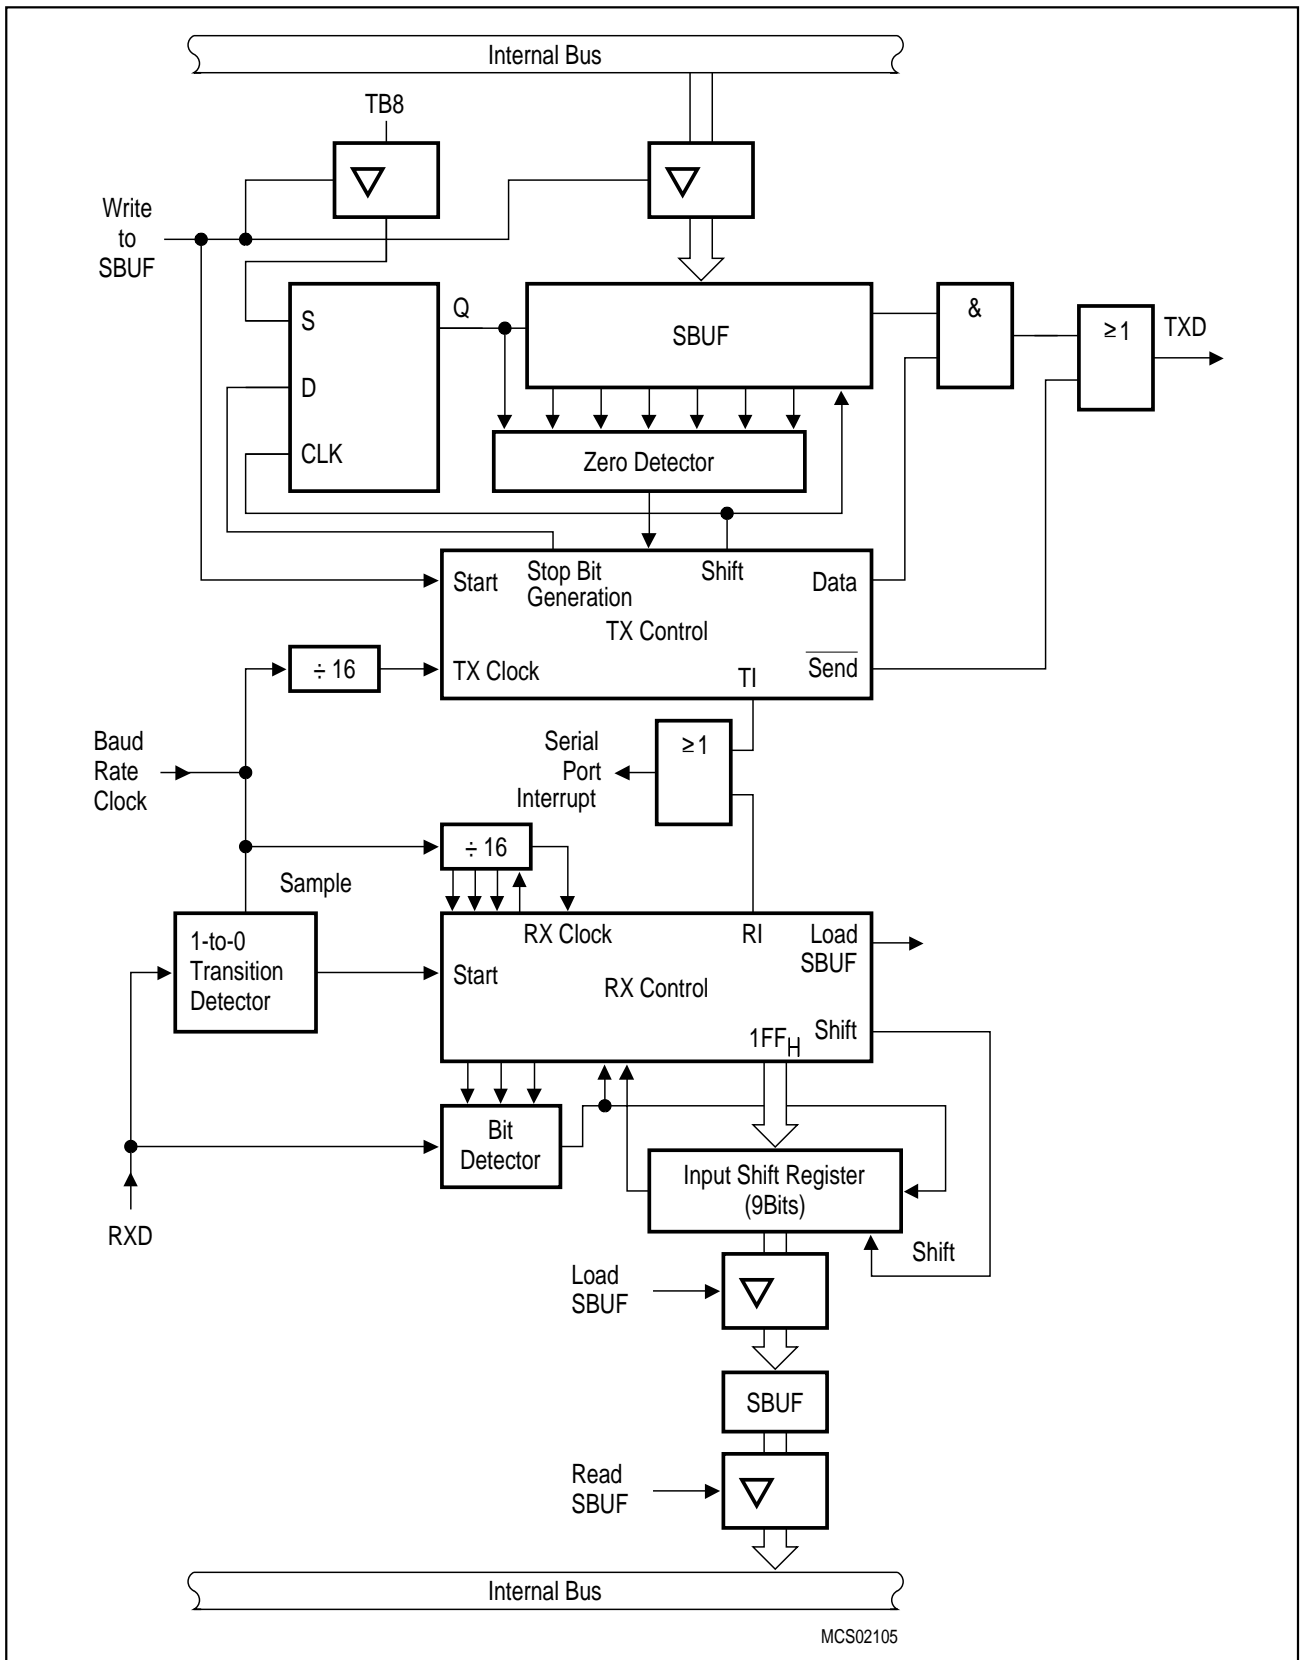 Internal Bus
TB8
Write
to
SBUF
S
Q
D
CLK
SBUF
&
≥1
TXD
Zero Detector
Start
Stop Bit
Generation
Shift
Data
TX Control
÷ 16
TX Clock
TI
Send
Baud
Rate
Clock
Serial
Port
Interrupt
≥1
÷ 16
Sample
1-to-0
Transition
Detector
RX Clock
RI
Load
SBUF
Start
RX Control
1FFH
Shift
Bit
Detector
Input Shift Register
(9Bits)
RXD
Shift
Load
SBUF
SBUF
Read
SBUF
Internal Bus
MCS02105